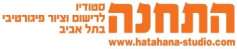 התחנה
סטודיו
לרישום וציור פיגורטיבי
בתל אביב
www.hatahana-studio.com